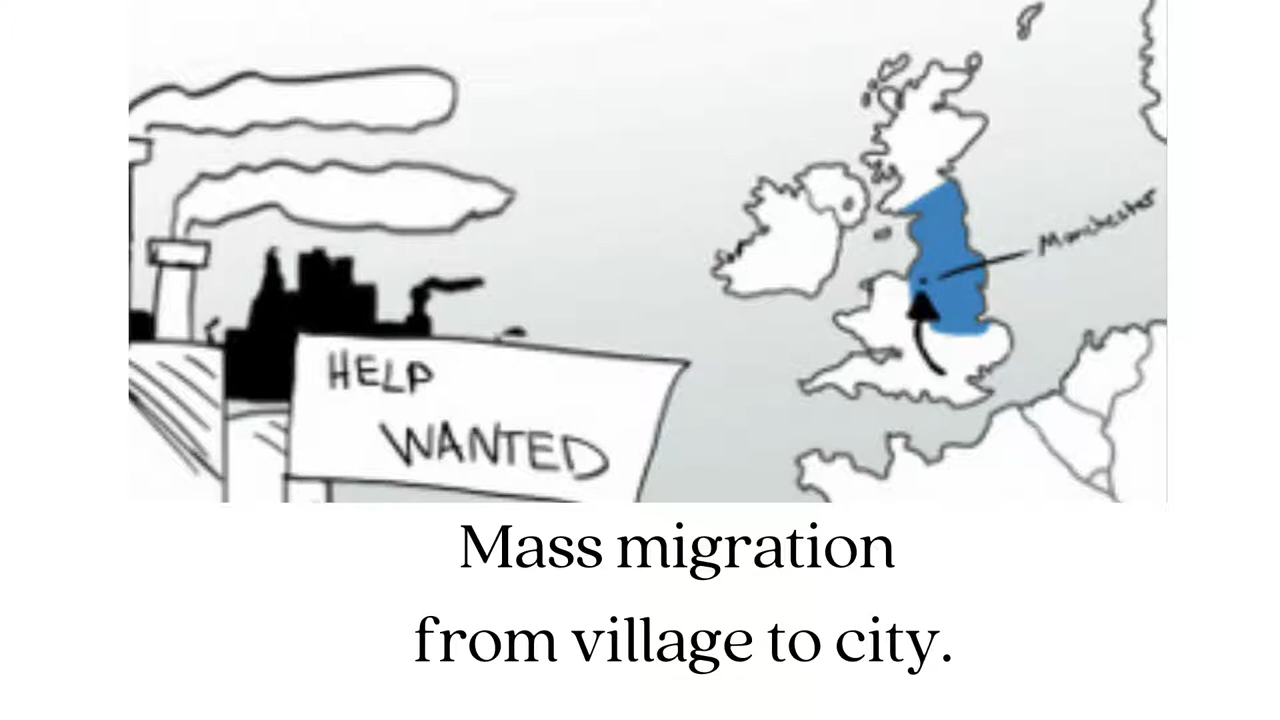 Manchester
HELP
WANTED
Mass migration
from village to city.